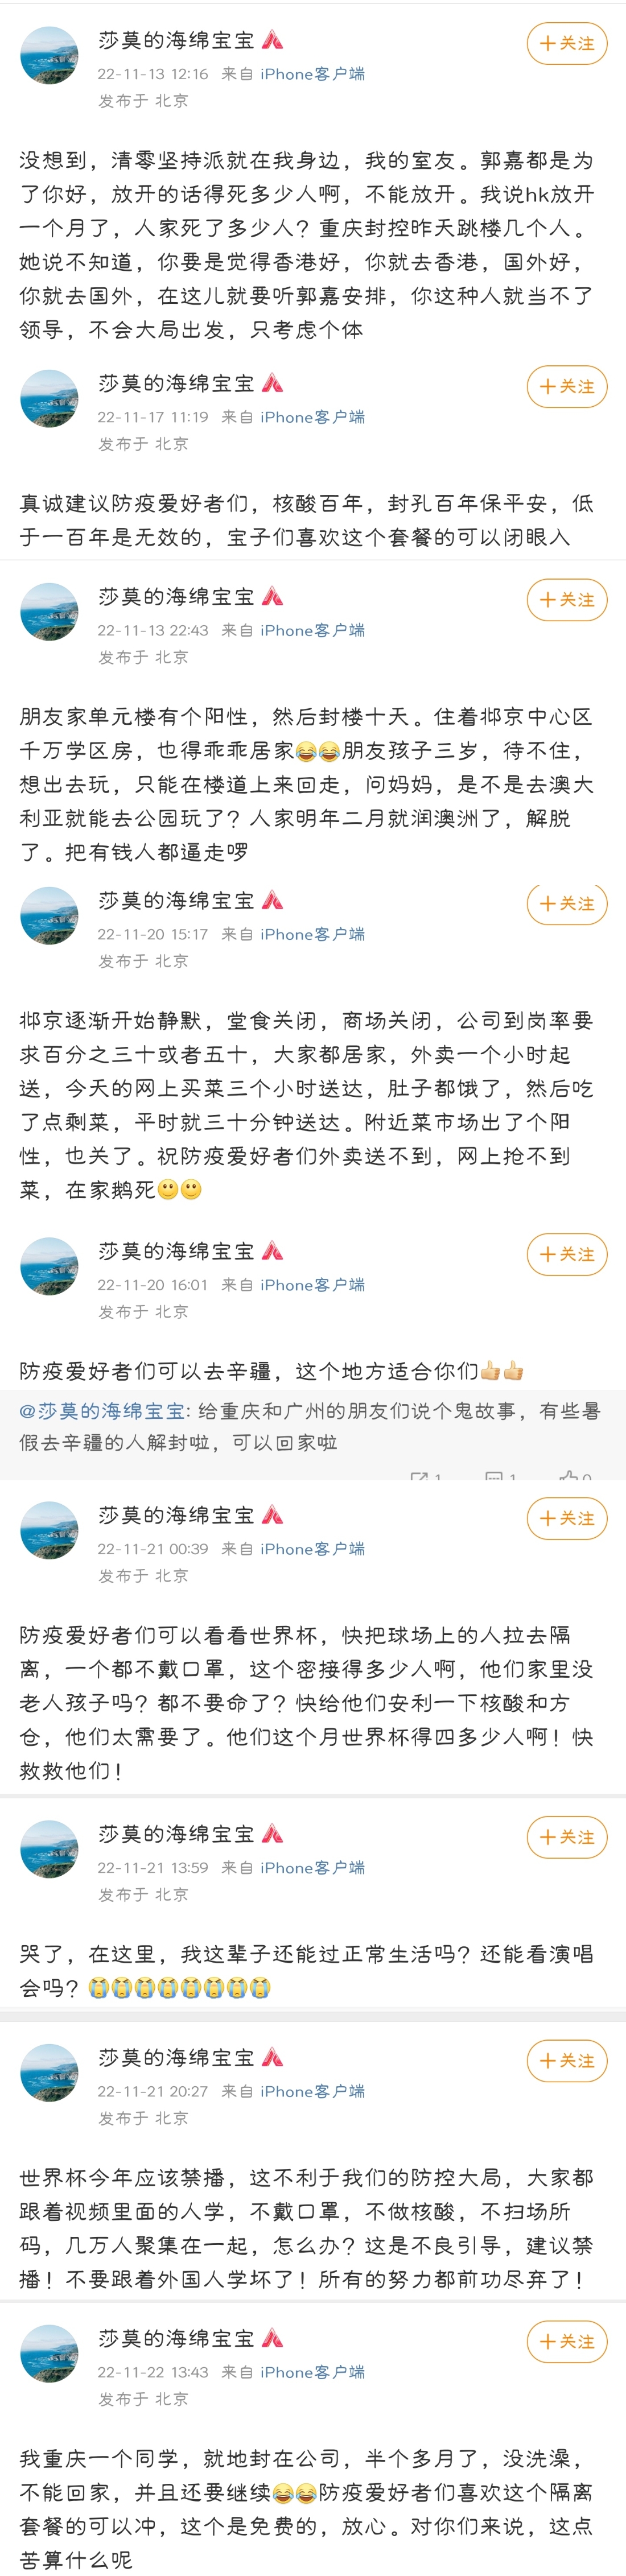 莎莫的海绵宝宝
＋关注
22-11-13 12:16 来自 iPhone客户端
发布于 北京
没想到，清零坚持派就在我身边，我的室友。郭嘉都是为
了你好，放开的话得死多少人啊，不能放开。我说hk放开
一个月了，人家死了多少人？重庆封控昨天跳楼几个人。
她说不知道，你要是觉得香港好，你就去香港，国外好，
你就去国外，在这儿就要听郭嘉安排，你这种人就当不了
领导，不会大局出发，只考虑个体
莎莫的海绵宝宝
＋关注
22-11-17 11:19 来自 iPhone客户端
发布于 北京
真诚建议防疫爱好者们，核酸百年，封孔百年保平安，低
于一百年是无效的，宝子们喜欢这个套餐的可以闭眼入
莎莫的海绵宝宝
＋关注
22-11-13 22:43 来自 iPhone客户端
发布于 北京
朋友家单元楼有个阳性，然后封楼十天。住着邶京中心区
千万学区房，也得乖乖居家😂😂朋友孩子三岁，待不住，
想出去玩，只能在楼道上来回走，问妈妈，是不是去澳大
利亚就能去公园玩了？人家明年二月就润澳洲了，解脱
了。把有钱人都逼走啰
莎莫的海绵宝宝
＋关注
22-11-20 15:17 来自 iPhone客户端
发布于 北京
邶京逐渐开始静默，堂食关闭，商场关闭，公司到岗率要
求百分之三十或者五十，大家都居家，外卖一个小时起
送，今天的网上买菜三个小时送达，肚子都饿了，然后吃
了点剩菜，平时就三十分钟送达。附近菜市场出了个阳
性，也关了。祝防疫爱好者们外卖送不到，网上抢不到
菜，在家鹅死🙂🙂
莎莫的海绵宝宝
＋关注
22-11-20 16:01 来自 iPhone客户端
发布于 北京
防疫爱好者们可以去辛疆，这个地方适合你们👍👍
@莎莫的海绵宝宝: 给重庆和广州的朋友们说个鬼故事，有些暑
假去辛疆的人解封啦，可以回家啦
1 1 0
莎莫的海绵宝宝
＋关注
22-11-21 00:39 来自 iPhone客户端
发布于 北京
防疫爱好者们可以看看世界杯，快把球场上的人拉去隔
离，一个都不戴口罩，这个密接得多少人啊，他们家里没
老人孩子吗？都不要命了？快给他们安利一下核酸和方
仓，他们太需要了。他们这个月世界杯得四多少人啊！快
救救他们！
莎莫的海绵宝宝
＋关注
22-11-21 13:59 来自 iPhone客户端
发布于 北京
哭了，在这里，我这辈子还能过正常生活吗？还能看演唱
会吗？😭😭😭😭😭😭😭😭
莎莫的海绵宝宝
＋关注
22-11-21 20:27 来自 iPhone客户端
发布于 北京
世界杯今年应该禁播，这不利于我们的防控大局，大家都
跟着视频里面的人学，不戴口罩，不做核酸，不扫场所
码，几万人聚集在一起，怎么办？这是不良引导，建议禁
播！不要跟着外国人学坏了！所有的努力都前功尽弃了！
莎莫的海绵宝宝
＋关注
22-11-22 13:43 来自 iPhone客户端
发布于 北京
我重庆一个同学，就地封在公司，半个多月了，没洗澡，
不能回家，并且还要继续😂😂防疫爱好者们喜欢这个隔离
套餐的可以冲，这个是免费的，放心。对你们来说，这点
苦算什么呢